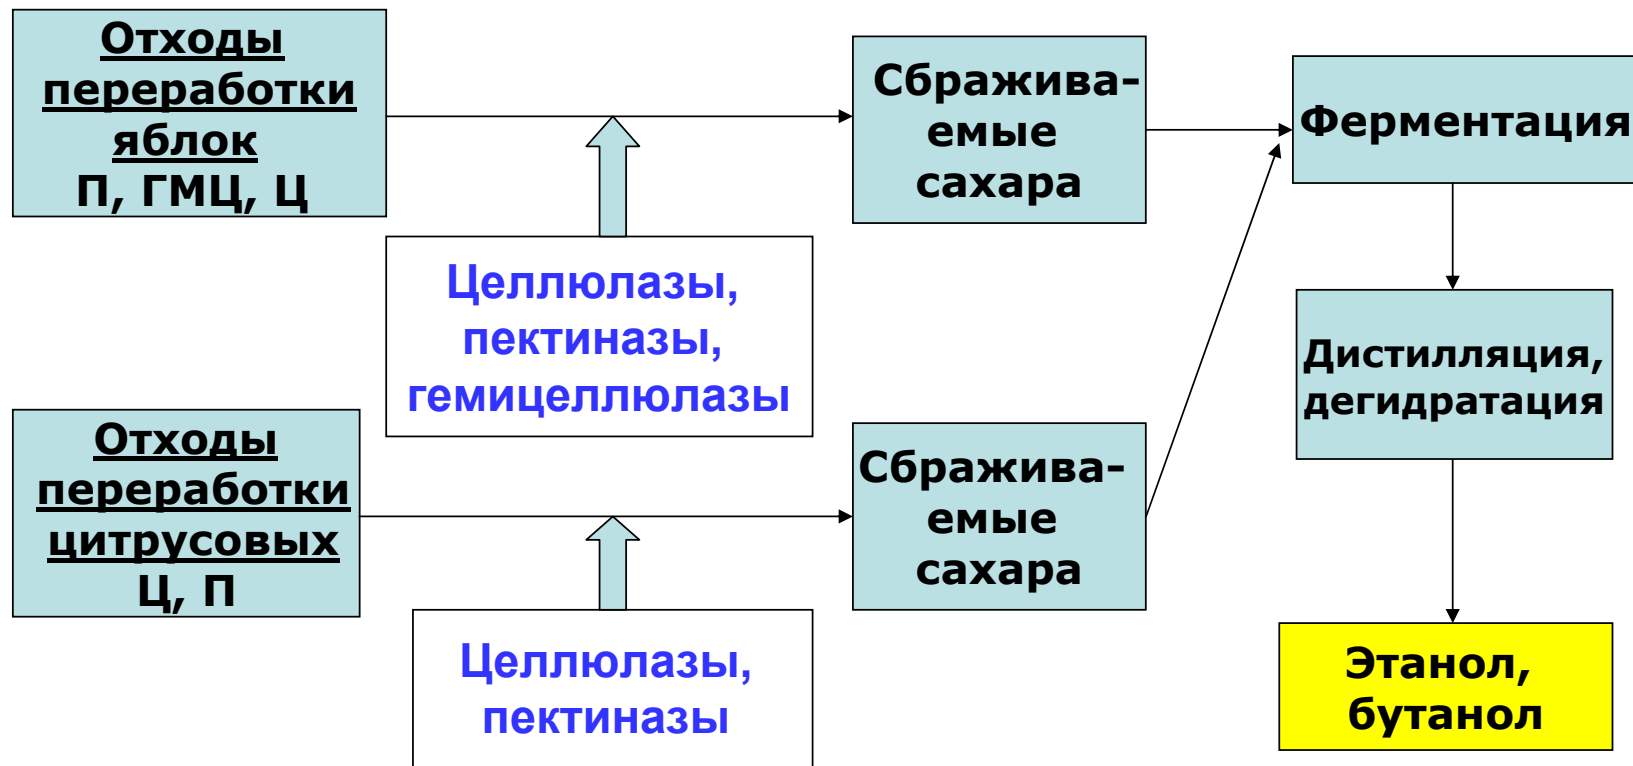 Отходы
переработки
яблок
П, ГМЦ, Ц
Целлюлазы,
пектиназы,
гемицеллюлазы
Сбражива-
емые
сахара
Ферментация
Дистилляция,
дегидратация
Отходы
переработки
цитрусовых
Ц, П
Целлюлазы,
пектиназы
Сбражива-
емые
сахара
Этанол,
бутанол